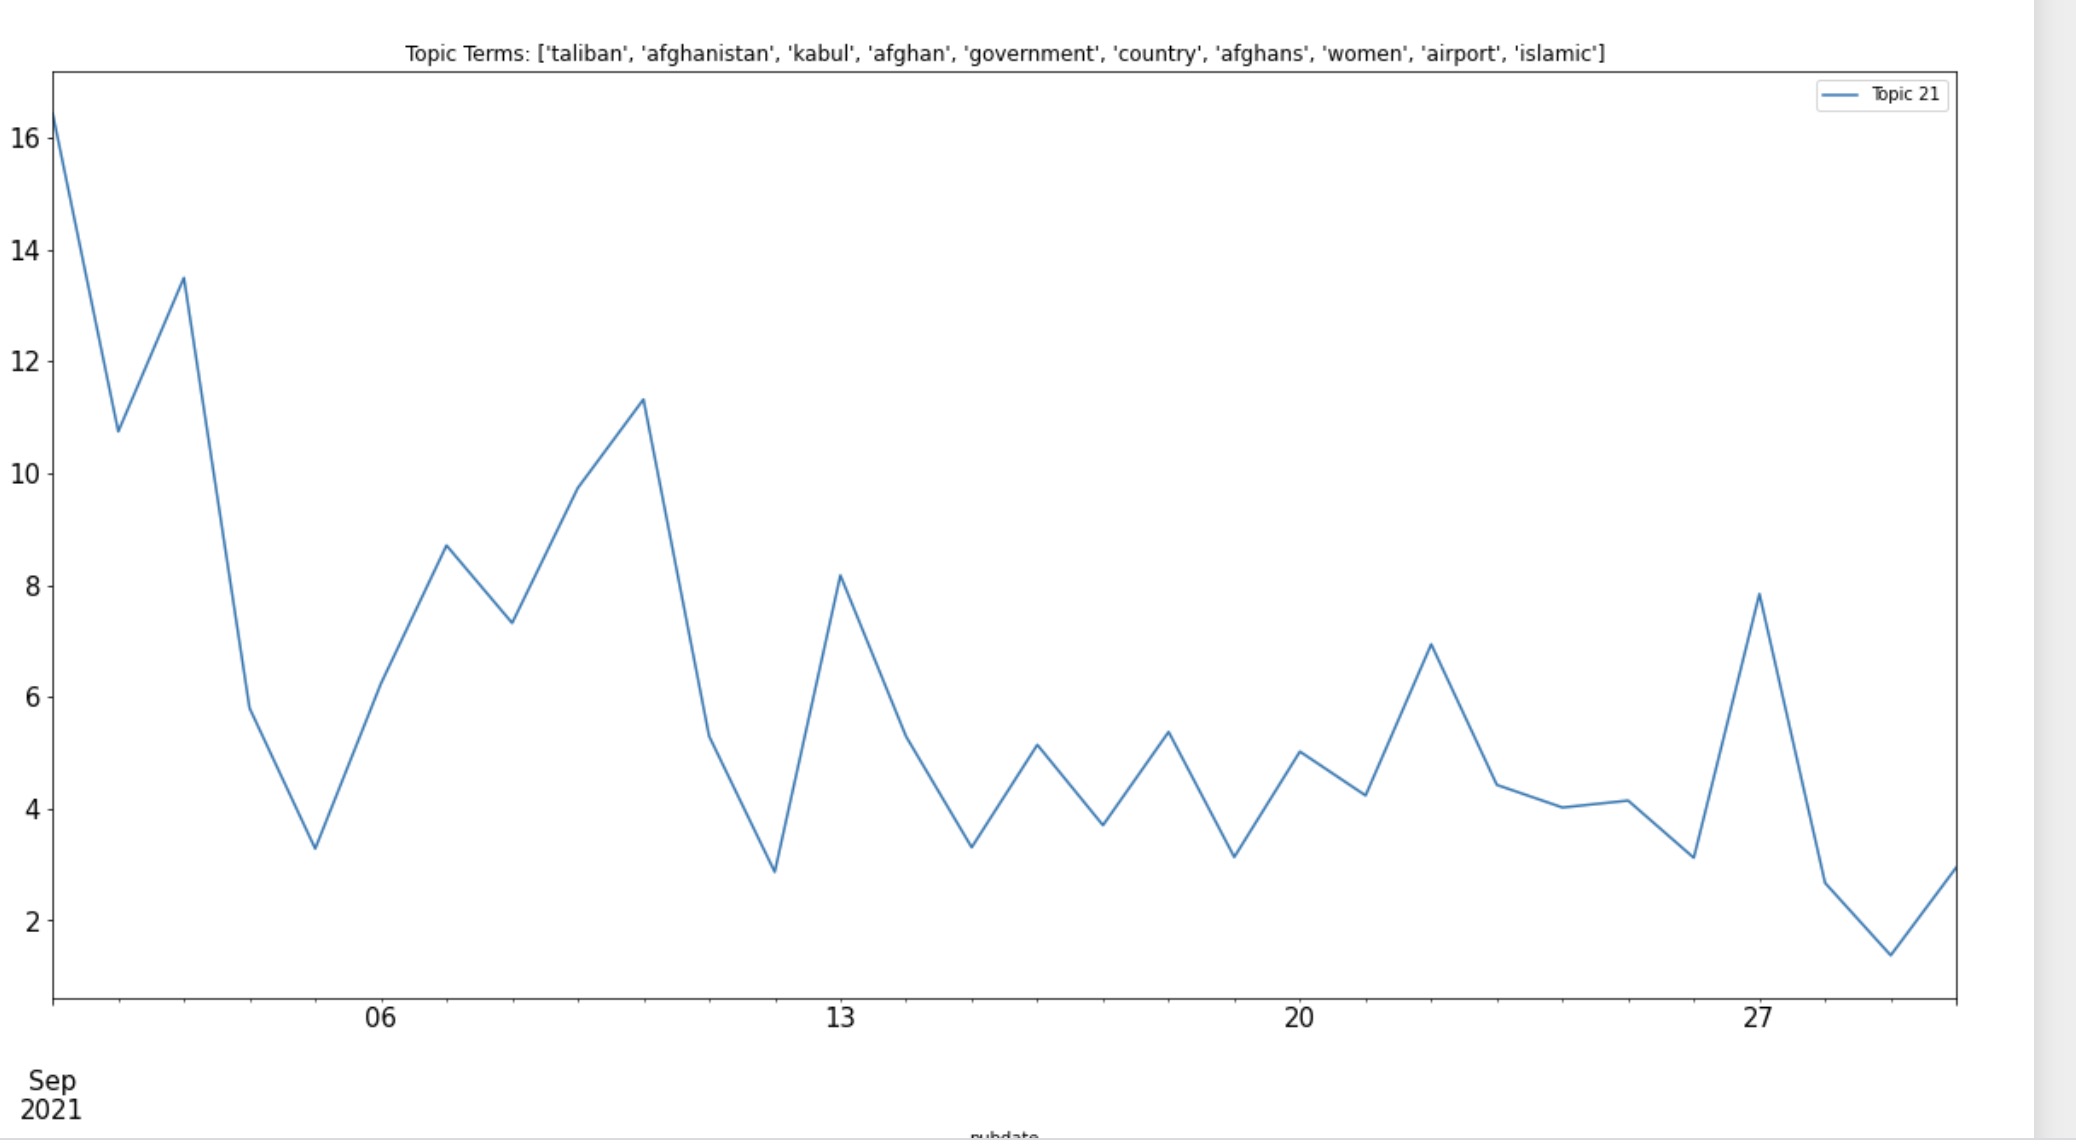 Topic Terms: ['taliban', 'afghanistan', 'kabul', 'afghan', 'government', 'country', 'afghans', 'women', 'airport', 'islamic']
Topic 21
16
14
12
10
8
6
4
2
06 13 20 27
Sep
2021
pubdate